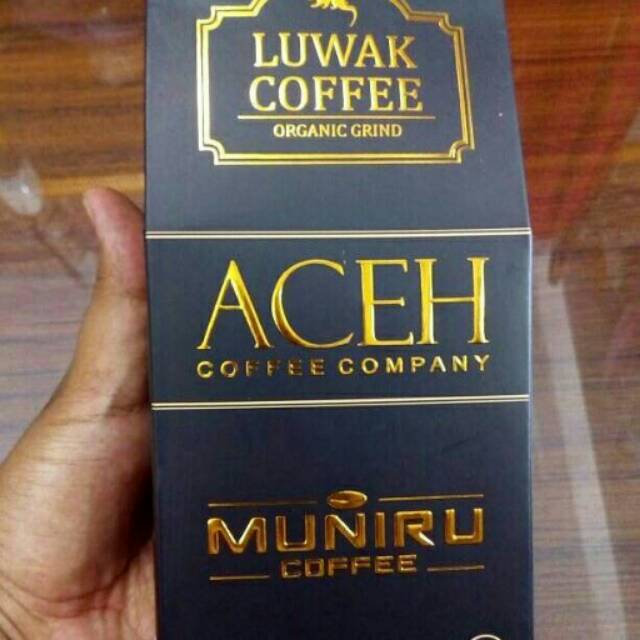 LUWAK
COFFEE
ORGANIC GRIND
ACEH
COFFEE COMPANY
MUNIRU
COFFEE